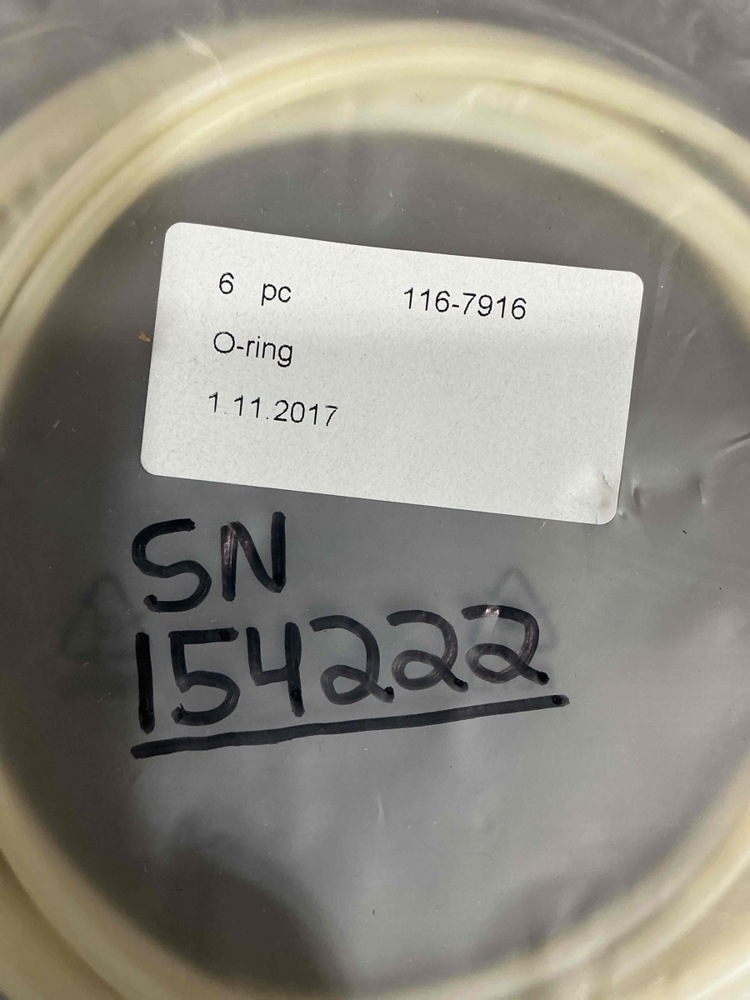 6 pc 116-7916
O-ring
1.11.2017
SN
154222